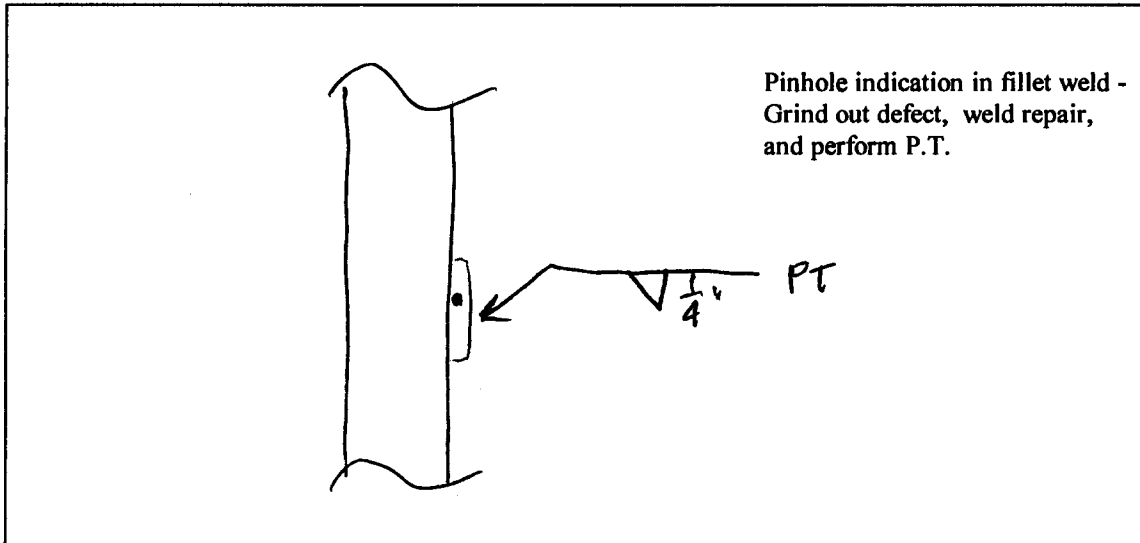 Pinhole indication in fillet weld -
Grind out defect, weld repair,
and perform P.T.
PT
1/4"